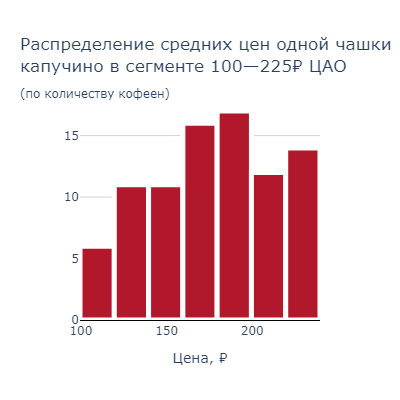 Распределение средних цен одной чашки
капучино в сегменте 100—225₽ ЦАО
(по количеству кофеен)
15
10
5
0
100 150 200
Цена, ₽